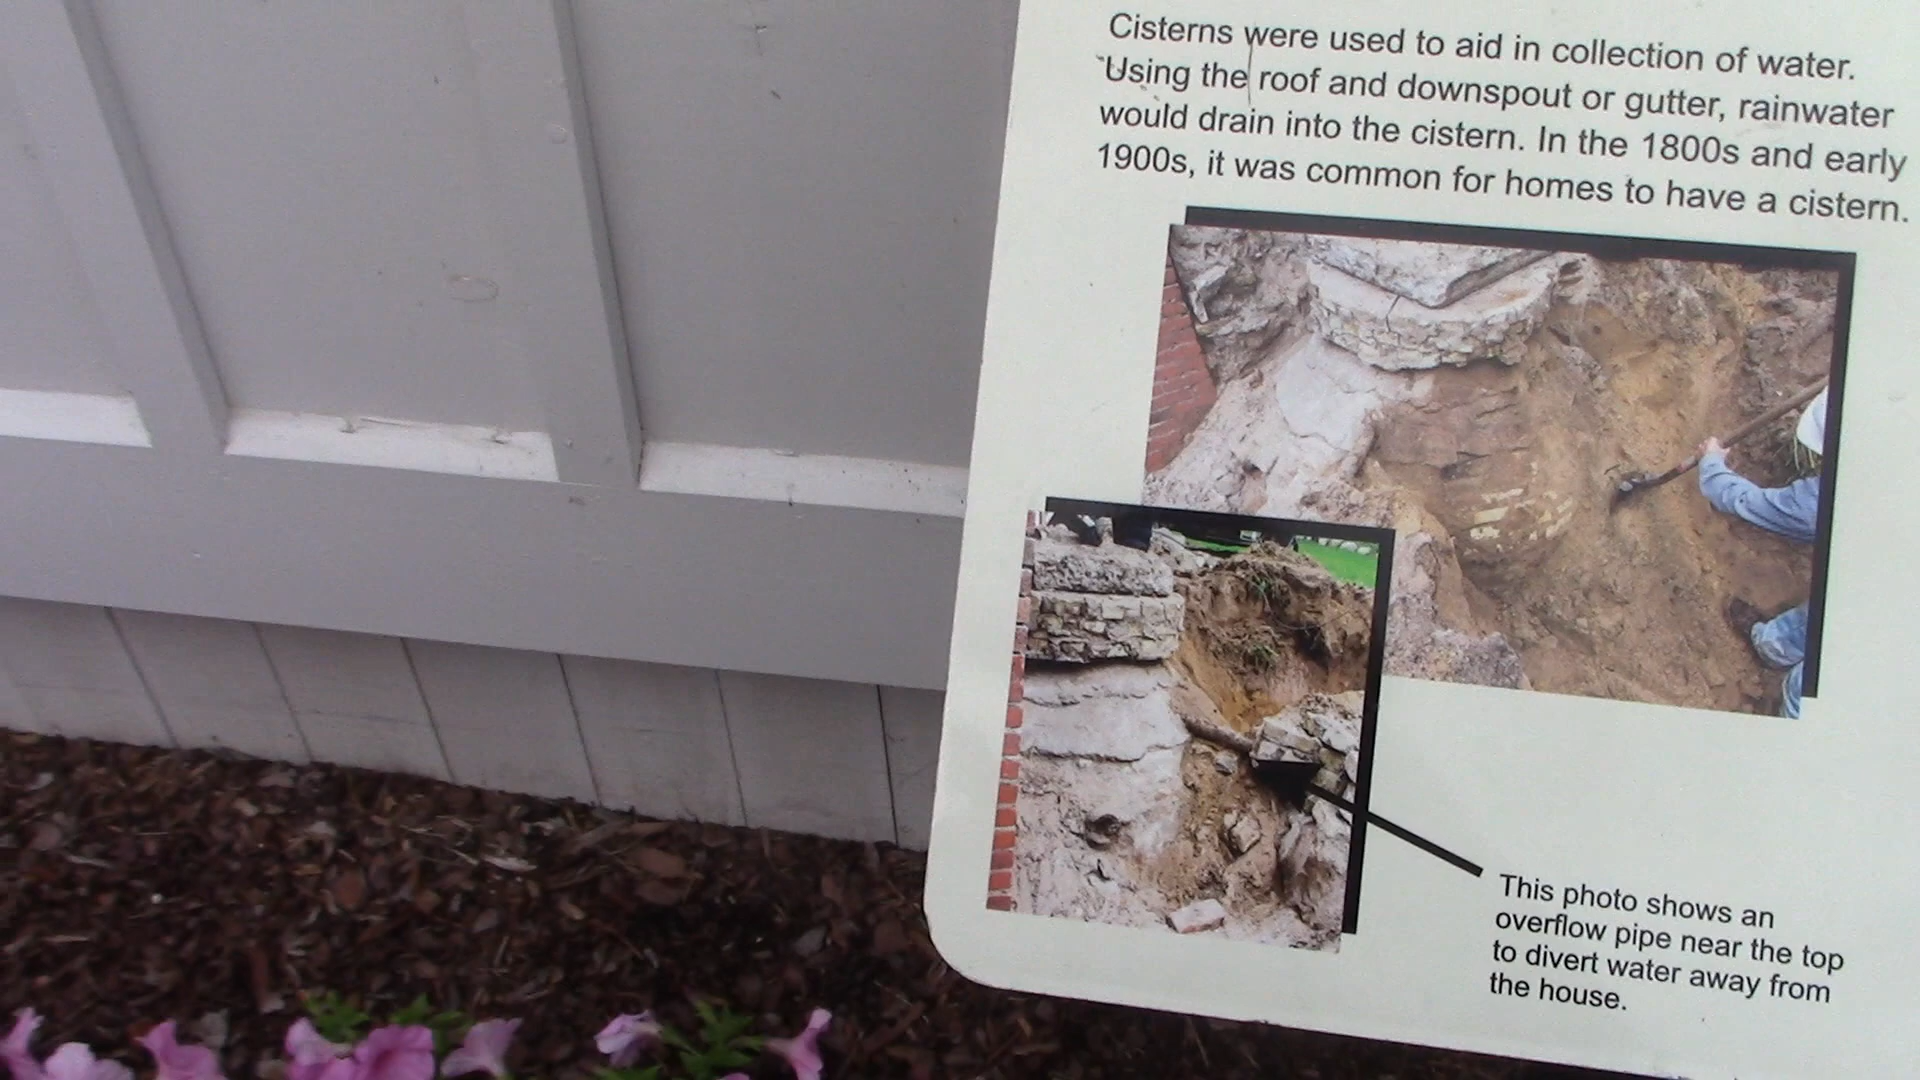 Cisterns were used to aid in collection of water.
Using the roof and downspout or gutter, rainwater
would drain into the cistern. In the 1800s and early
1900s, it was common for homes to have a cistern.
This photo shows an
overflow pipe near the top
to divert water away from
the house.